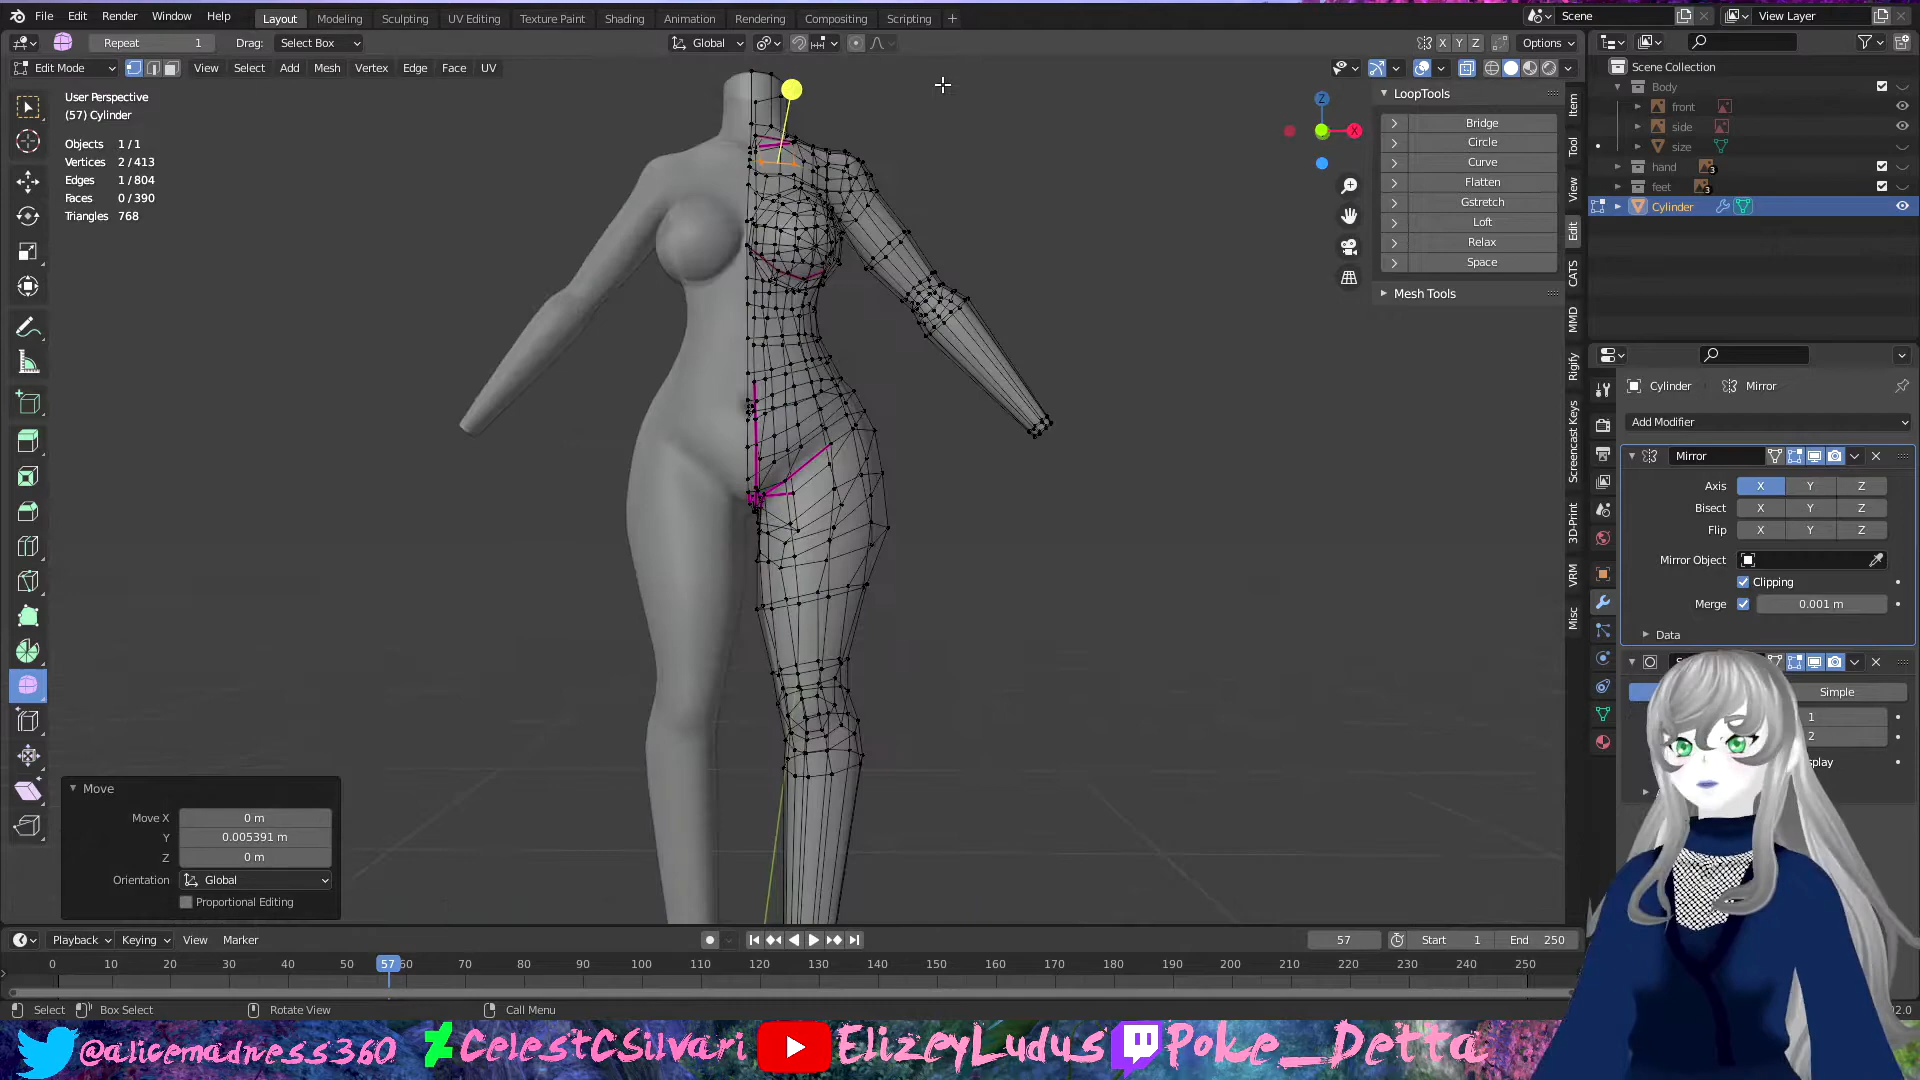 File Edit Render Window Help Layout Modeling Sculpting UV Editing Texture Paint Shading Animation Rendering Compositing Scripting + Scene View Layer
Repeat 1 Drag: Select Box Global X Y Z Options
Edit Mode View Select Add Mesh Vertex Edge Face UV
User Perspective
(57) Cylinder
Objects 1/1
Vertices 2/413
Edges 1/804
Faces 0/390
Triangles 768
Z
X
LoopTools
Bridge
Circle
Curve
Flatten
Gstretch
Loft
Relax
Space
Mesh Tools
Item
Tool
View
Edit
CATS
MMD
Rigify
Screencast Keys
3D-Print
VRM
Misc
Scene Collection
Body
front
side
size
hand 3
feet 3
Cylinder
Cylinder Mirror
Add Modifier
Mirror
Axis X Y Z
Bisect X Y Z
Flip X Y Z
Mirror Object
Clipping
Merge 0.001 m
Data
Simple
1
2
Move
Move X 0 m
Y 0.005391 m
Z 0 m
Orientation Global
Proportional Editing
Playback Keying View Marker 57 Start 1 End 250
0 10 20 30 40 50 57 60 70 80 90 100 110 120 130 140 150 160 170 180 190 200 210 220 230 240 250
Select Box Select Rotate View Call Menu
@alicemadness360 CelestCSilvari ElizeyLudus Poke__Detta